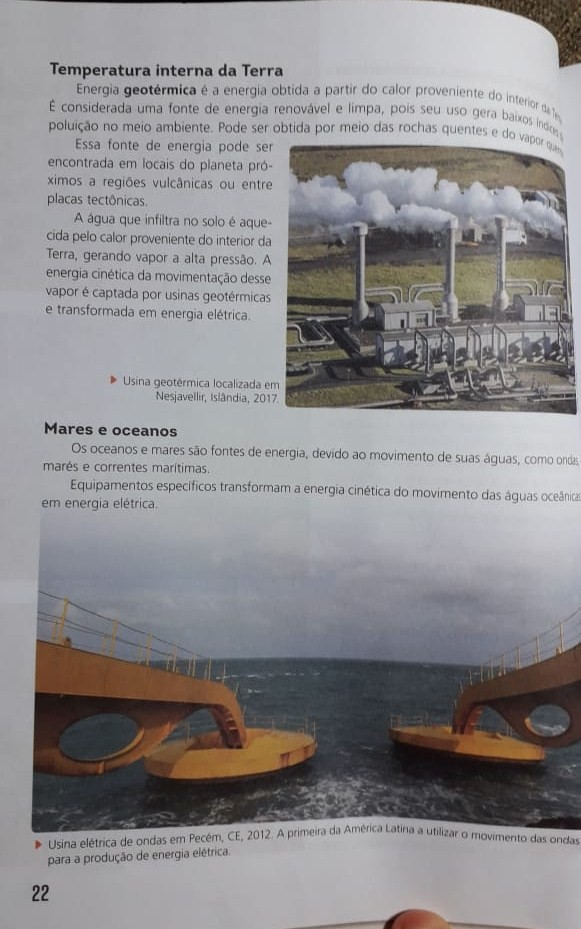 Temperatura interna da Terra
Energia geotérmica é a energia obtida a partir do calor proveniente do interior da
É considerada uma fonte de energia renovável e limpa, pois seu uso gera baixos índices
poluição no meio ambiente. Pode ser obtida por meio das rochas quentes e do vapor
Essa fonte de energia pode ser
encontrada em locais do planeta pró-
ximos a regiões vulcânicas ou entre
placas tectônicas.
A água que infiltra no solo é aque-
cida pelo calor proveniente do interior da
Terra, gerando vapor a alta pressão. A
energia cinética da movimentação desse
vapor é captada por usinas geotérmicas
e transformada em energia elétrica.
Usina geotérmica localizada em
Nesjavellir, Islândia, 2017.
Mares e oceanos
Os oceanos e mares são fontes de energia, devido ao movimento de suas águas, como ondas,
marés e correntes marítimas.
Equipamentos específicos transformam a energia cinética do movimento das águas
em energia elétrica.
Usina elétrica de ondas em Pecém, CE, 2012. A primeira da América Latina a utilizar o movimento das ondas
para a produção de energia elétrica.
22